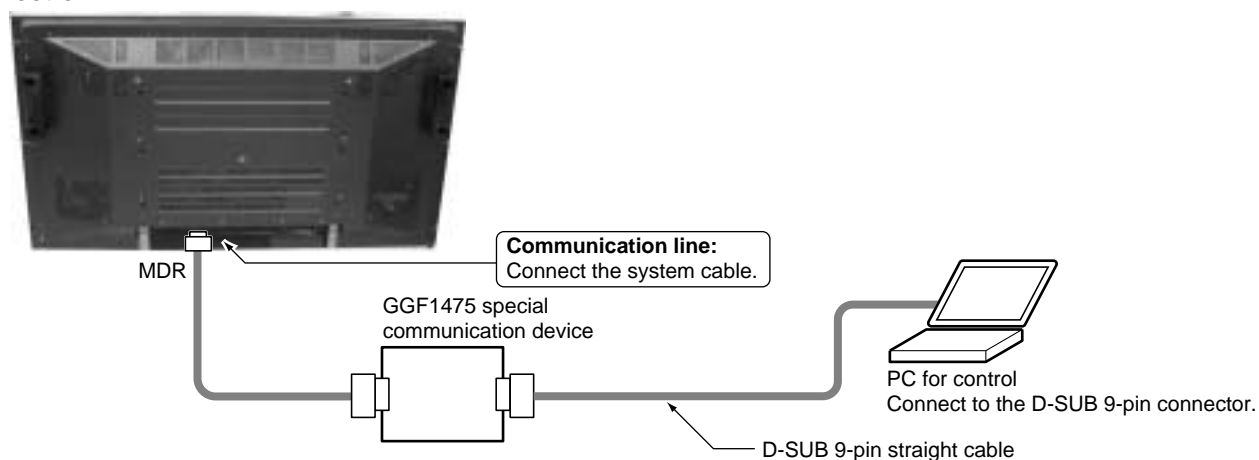 MDR
Communication line:
Connect the system cable.
GGF1475 special
communication device
PC for control
Connect to the D-SUB 9-pin connector.
D-SUB 9-pin straight cable